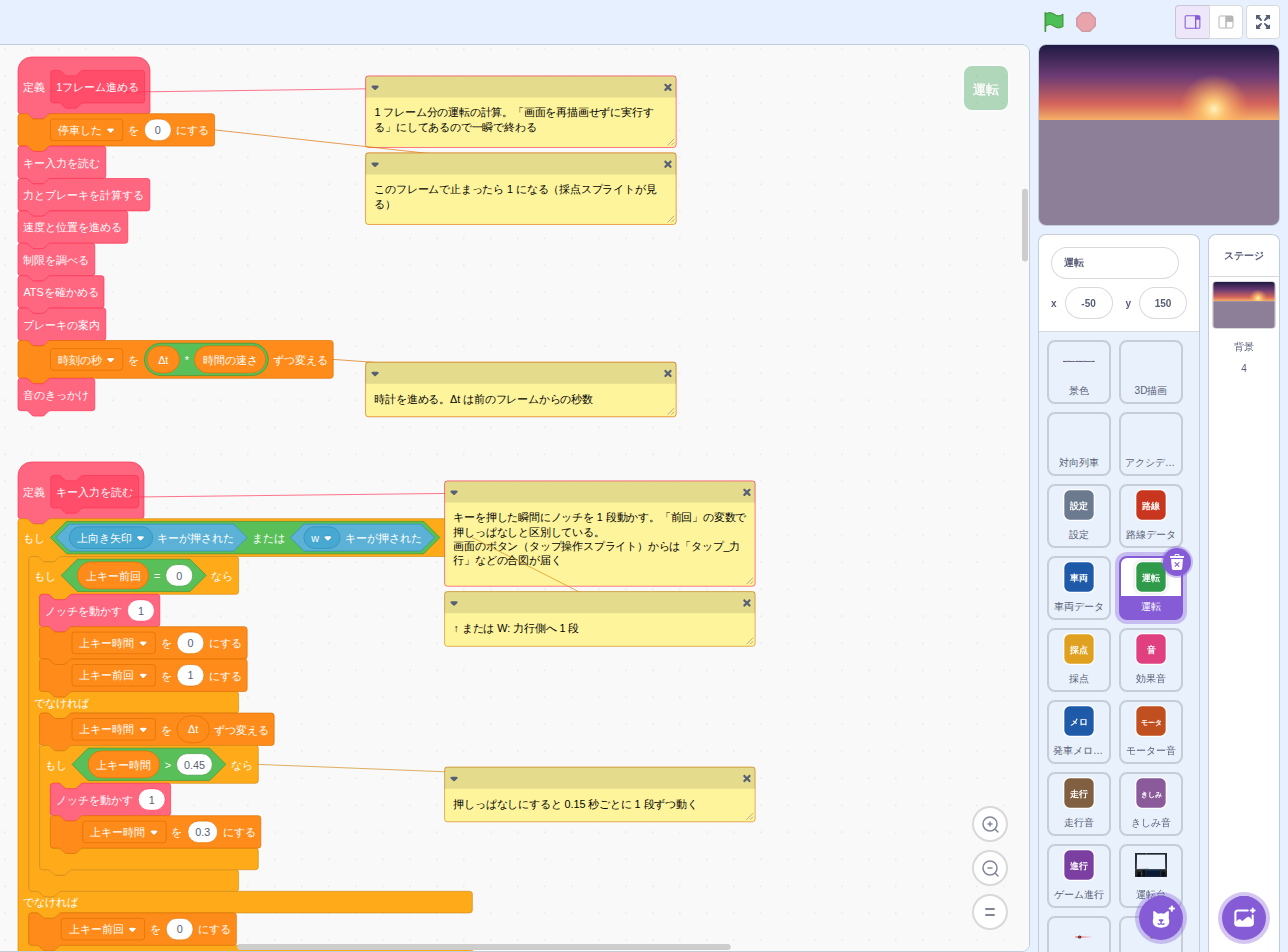 定義 1フレーム進める
停車した を 0 にする
キー入力を読む
力とブレーキを計算する
速度と位置を進める
制限を調べる
ATSを確かめる
ブレーキの案内
時刻の秒 を Δt * 時間の速さ ずつ変える
音のきっかけ
1 フレーム分の運転の計算。「画面を再描画せずに実行す
る」にしてあるので一瞬で終わる
このフレームで止まったら 1 になる（採点スプライトが見
る）
時計を進める。Δt は前のフレームからの秒数
運転
定義 キー入力を読む
もし 上向き矢印 キーが押された または w キーが押された
もし 上キー前回 = 0 なら
ノッチを動かす 1
上キー時間 を 0 にする
上キー前回 を 1 にする
でなければ
上キー時間 を Δt ずつ変える
もし 上キー時間 > 0.45 なら
ノッチを動かす 1
上キー時間 を 0.3 にする
でなければ
上キー前回 を 0 にする
キーを押した瞬間にノッチを 1 段動かす。「前回」の変数で
押しっぱなしと区別している。
画面のボタン（タップ操作スプライト）からは「タップ_力
行」などの合図が届く
↑ または W: 力行側へ 1 段
押しっぱなしにすると 0.15 秒ごとに 1 段ずつ動く
運転
x -50 y 150
景色
3D描画
対向列車
アクシデ…
設定
設定
路線
路線データ
車両
車両データ
運転
運転
採点
採点
音
効果音
メロ
発車メロ…
モータ
モーター音
走行
走行音
きしみ
きしみ音
進行
ゲーム進行
運転台
ステージ
背景
4